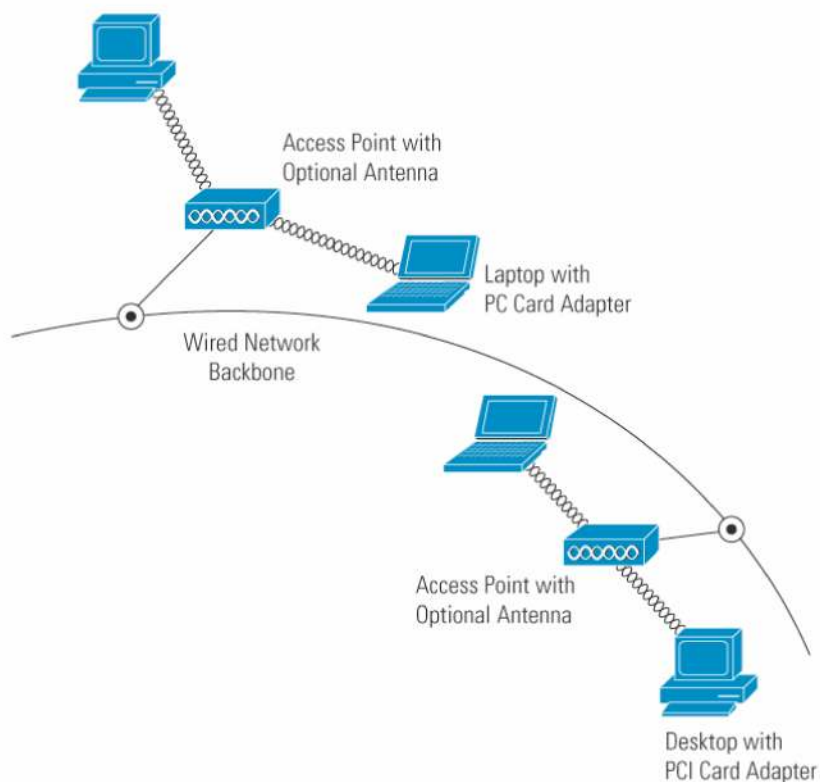 Access Point with
Optional Antenna
Laptop with
PC Card Adapter
Wired Network
Backbone
Access Point with
Optional Antenna
Desktop with
PCI Card Adapter